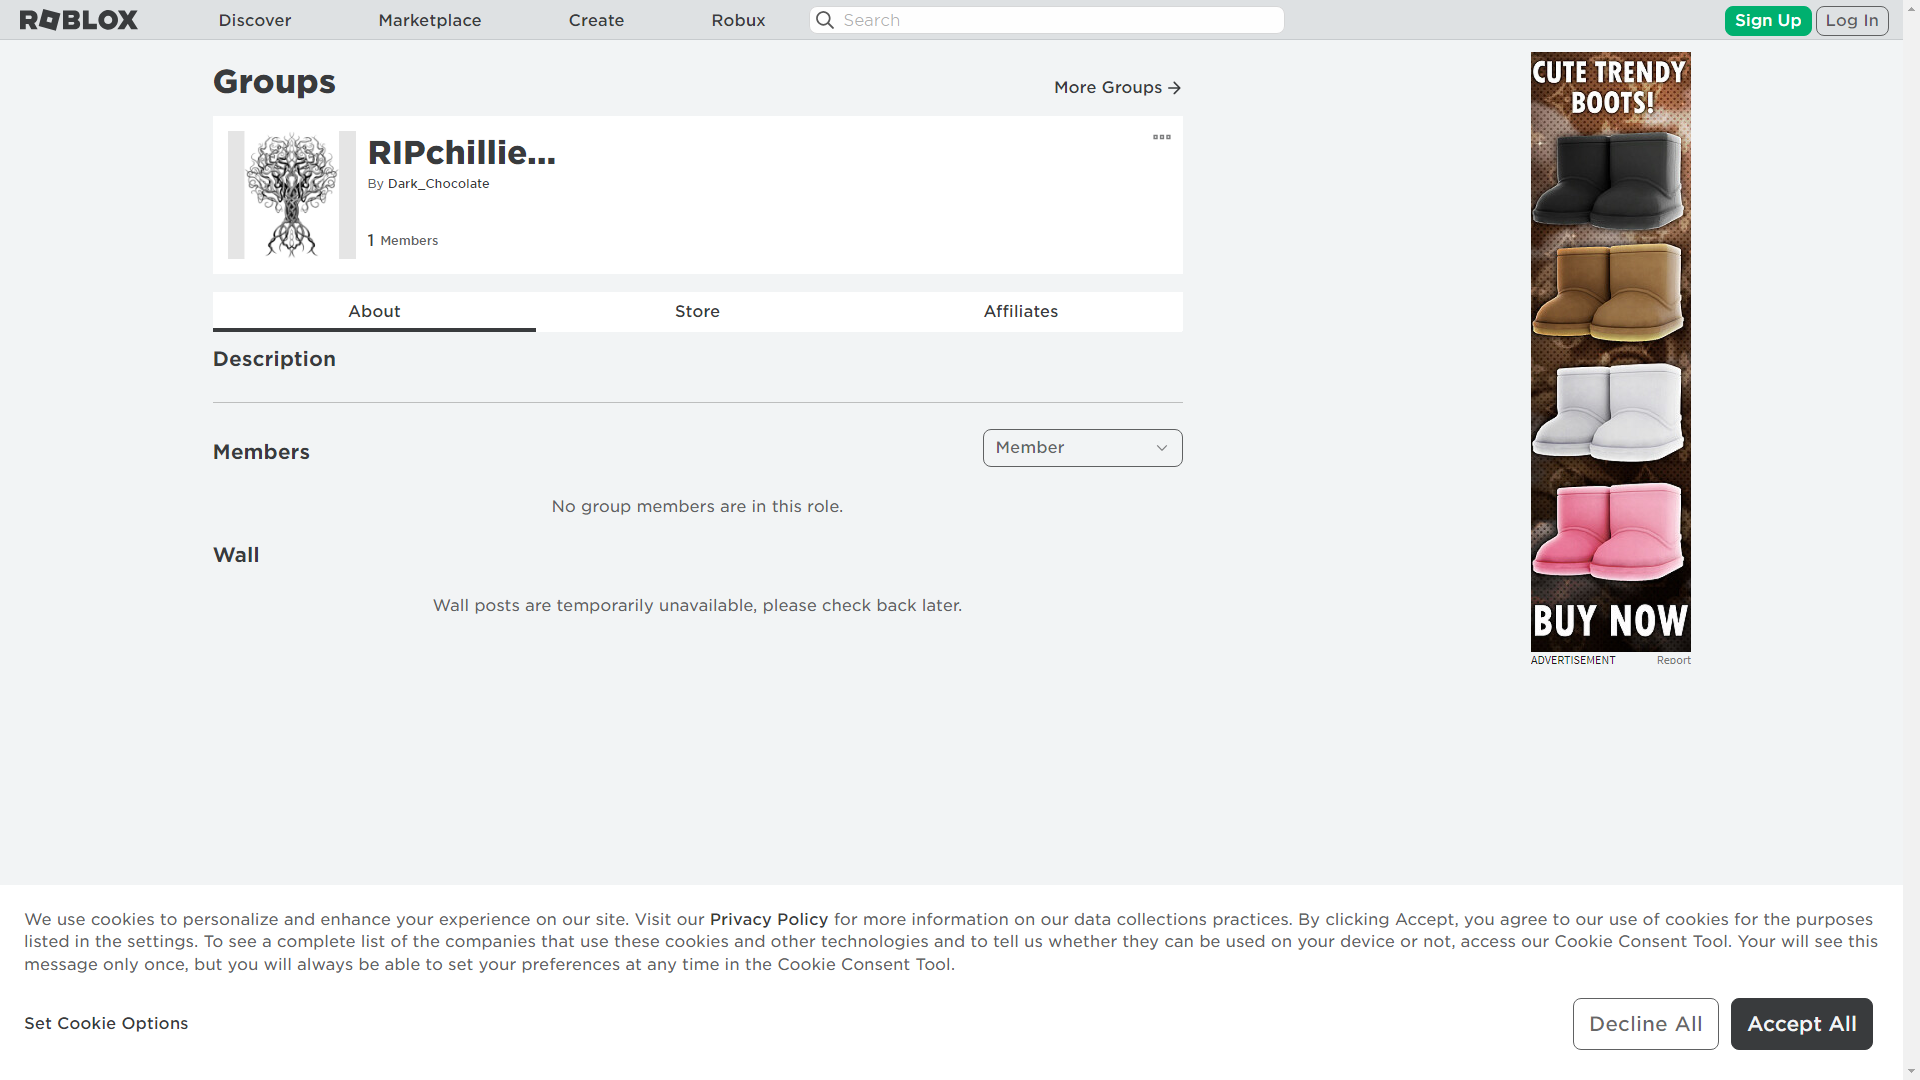 ROBLOX
Discover
Marketplace
Create
Robux
Search
Sign Up
Log In
Groups
More Groups
RIPchillie...
By Dark_Chocolate
1 Members
About
Store
Affiliates
Description
Members
Member
No group members are in this role.
Wall
Wall posts are temporarily unavailable, please check back later.
CUTE TRENDY
BOOTS!
BUY NOW
ADVERTISEMENT
Report
We use cookies to personalize and enhance your experience on our site. Visit our Privacy Policy for more information on our data collections practices. By clicking Accept, you agree to our use of cookies for the purposes
listed in the settings. To see a complete list of the companies that use these cookies and other technologies and to tell us whether they can be used on your device or not, access our Cookie Consent Tool. Your will see this
message only once, but you will always be able to set your preferences at any time in the Cookie Consent Tool.
Set Cookie Options
Decline All
Accept All